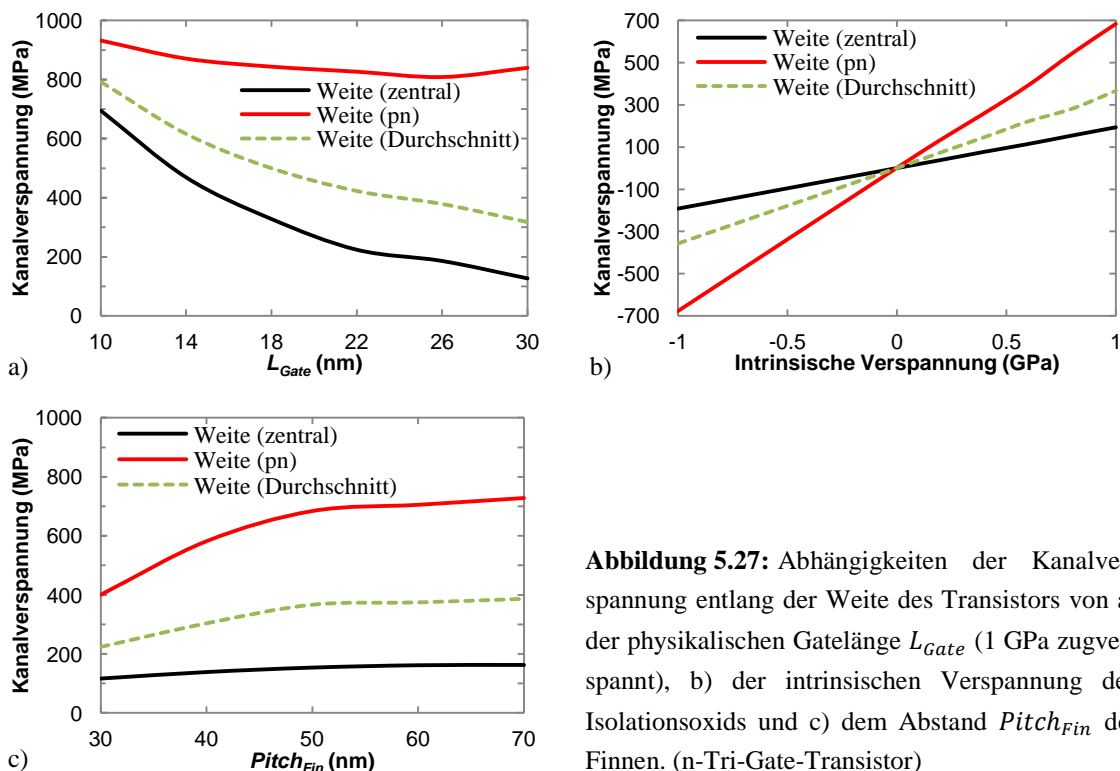 1000
800
600
400
200
0
Kanalverspannung (MPa)
Weite (zentral)
Weite (pn)
Weite (Durchschnitt)
10 14 18 22 26 30
L_Gate (nm)
a)
700
500
300
100
-100
-300
-500
-700
Kanalverspannung (MPa)
Weite (zentral)
Weite (pn)
Weite (Durchschnitt)
-1 -0.5 0 0.5 1
Intrinsische Verspannung (GPa)
b)
1000
800
600
400
200
0
Kanalverspannung (MPa)
Weite (zentral)
Weite (pn)
Weite (Durchschnitt)
30 40 50 60 70
Pitch_Fin (nm)
c)
Abbildung 5.27: Abhängigkeiten der Kanalver
spannung entlang der Weite des Transistors von a
der physikalischen Gatelänge L_Gate (1 GPa zugve
spannt), b) der intrinsischen Verspannung de
Isolationsoxids und c) dem Abstand Pitch_Fin de
Finnen. (n-Tri-Gate-Transistor)